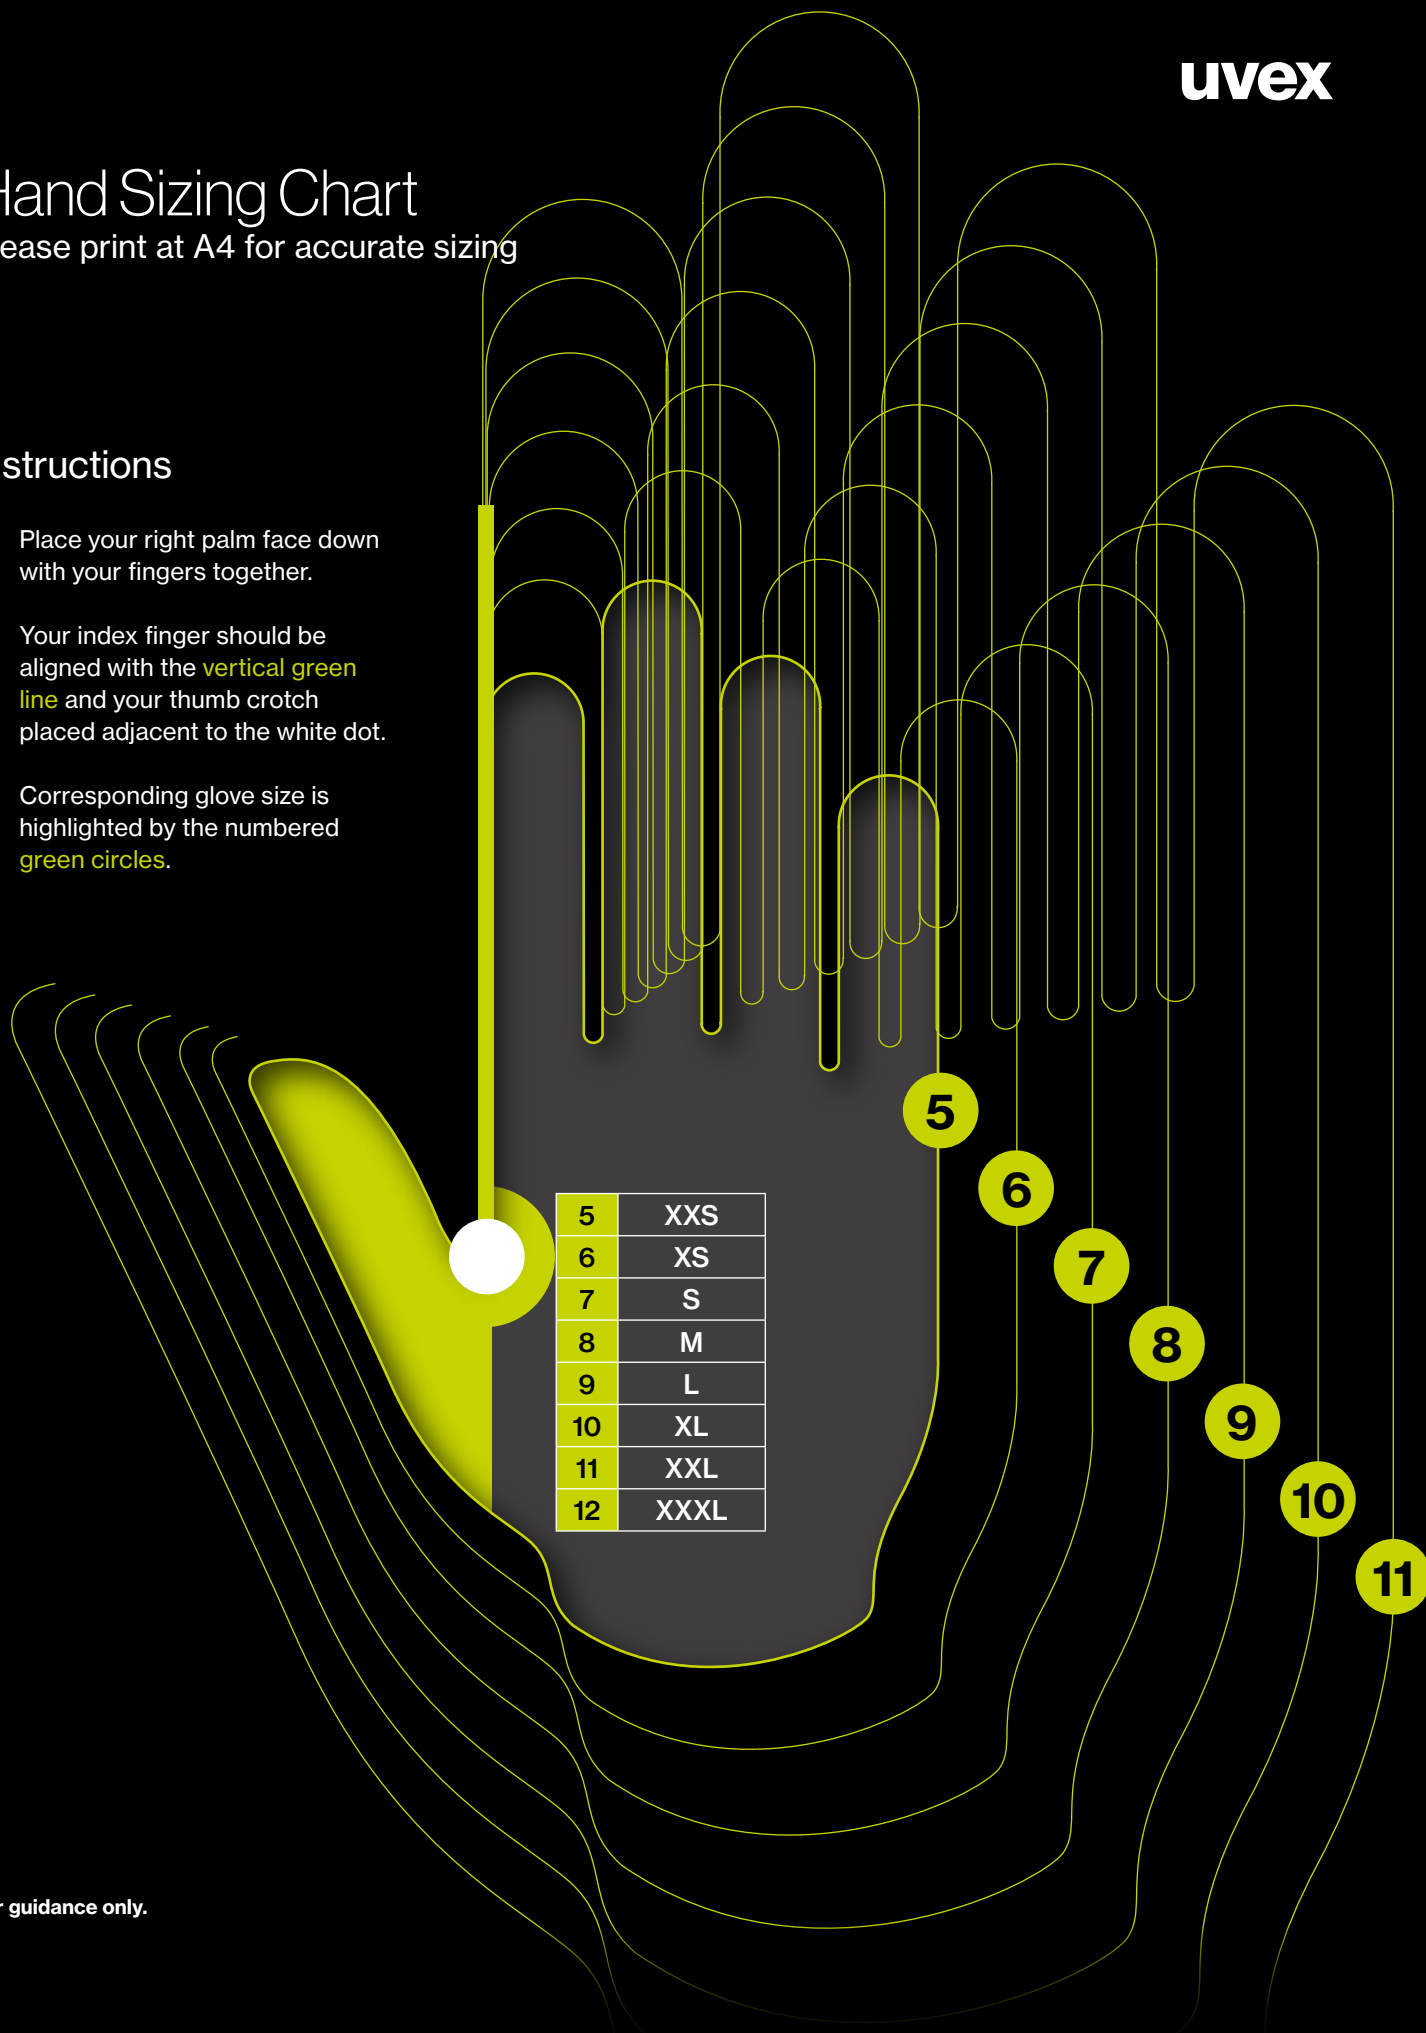 uvex
Hand Sizing Chart
ease print at A4 for accurate sizing
structions
Place your right palm face down
with your fingers together.
Your index finger should be
aligned with the vertical green
line and your thumb crotch
placed adjacent to the white dot.
Corresponding glove size is
highlighted by the numbered
green circles.
5
6
7
8
9
10
11
5 XXS
6 XS
7 S
8 M
9 L
10 XL
11 XXL
12 XXXL
r guidance only.